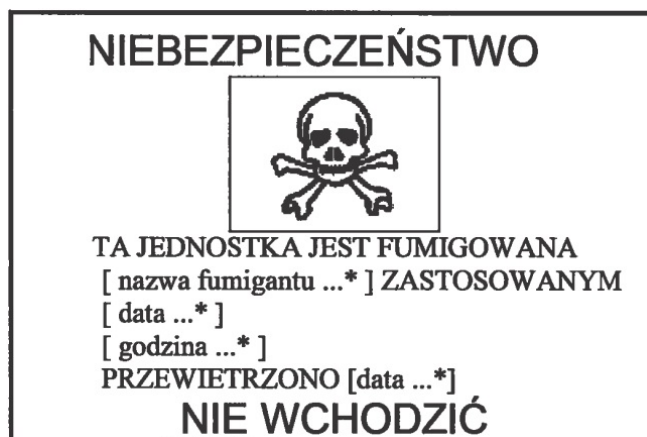 NIEBEZPIECZEŃSTWO
TA JEDNOSTKA JEST FUMIGOWANA
[ nazwa fumigantu ...* ] ZASTOSOWANYM
[ data ...* ]
[ godzina ...* ]
PRZEWIETRZONO [data ...*]
NIE WCHODZIĆ